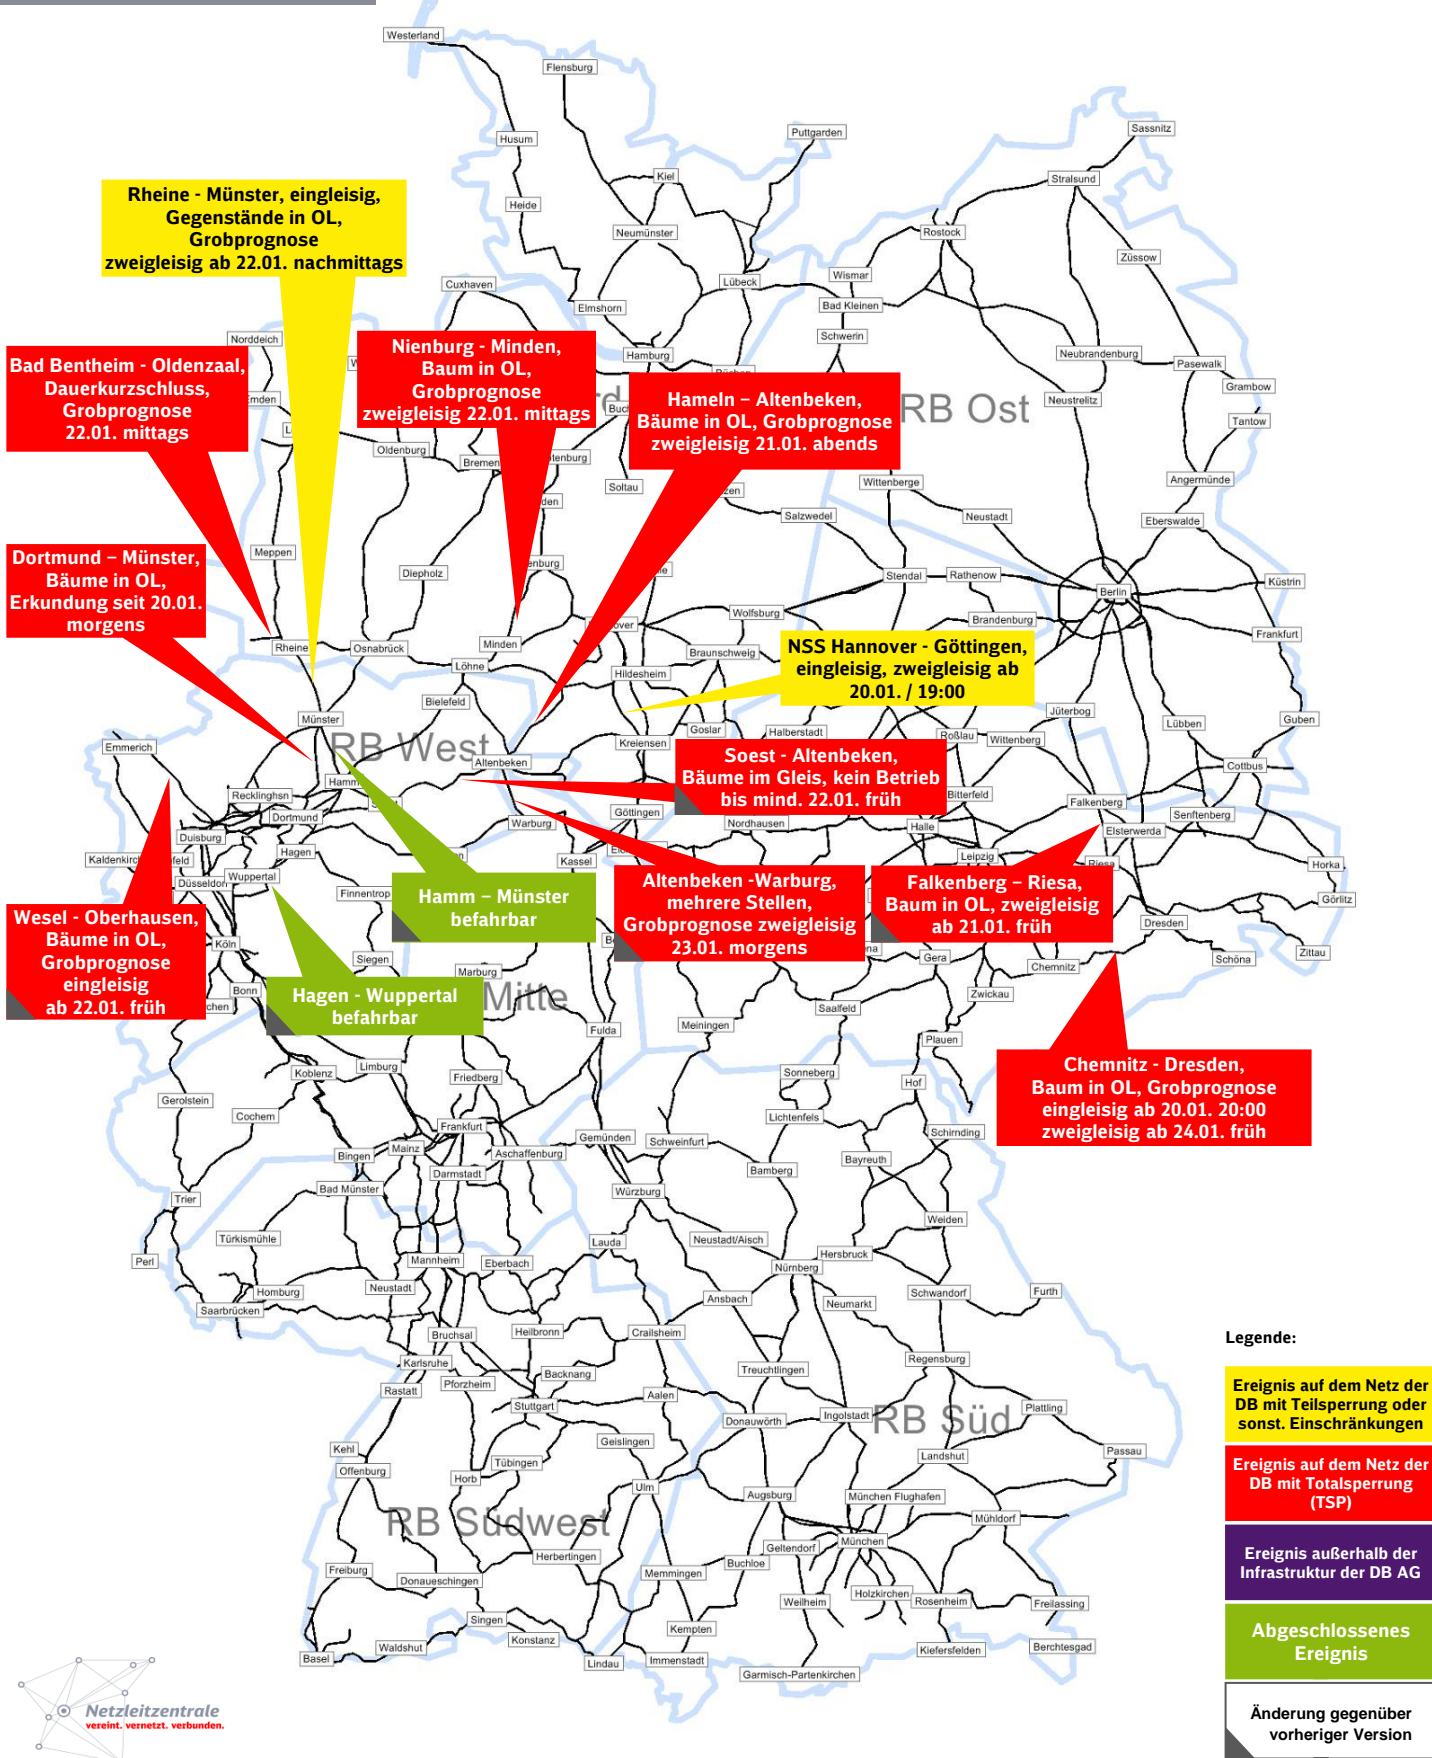 Westerland
Flensburg
Puttgarden
Sassnitz
Husum
Kiel
Stralsund
Rheine - Münster, eingleisig,
Gegenstände in OL,
Grobprognose
zweigleisig ab 22.01. nachmittags
Heide
Neumünster
Rostock
Züssow
Cuxhaven
Lübeck
Wismar
Elmshorn
Bad Kleinen
Norddeich
Schwerin
Hamburg
Neubrandenburg
Pasewalk
Grambow
Bad Bentheim - Oldenzaal,
Dauerkurzschluss,
Grobprognose
22.01. mittags
Nienburg - Minden,
Baum in OL,
Grobprognose
zweigleisig 22.01. mittags
Hameln – Altenbeken,
Bäume in OL, Grobprognose
zweigleisig 21.01. abends
RB Ost
Neustrelitz
Tantow
Oldenburg
Soltau
Wittenberge
Angermünde
Salzwedel
Neustadt
Eberswalde
Dortmund – Münster,
Bäume in OL,
Erkundung seit 20.01.
morgens
Meppen
Diepholz
Stendal
Rathenow
Berlin
Küstrin
Wolfsburg
Brandenburg
Frankfurt
Rheine
Osnabrück
Minden
Löhne
Braunschweig
Hildesheim
NSS Hannover - Göttingen,
eingleisig, zweigleisig ab
20.01. / 19:00
Bielefeld
Münster
Jüterbog
Lübben
Guben
Emmerich
RB West
Goslar
Halberstadt
Roßlau
Wittenberg
Kreiensen
Altenbeken
Cottbus
Soest - Altenbeken,
Bäume im Gleis, kein Betrieb
bis mind. 22.01. früh
Hamm
Recklinghsn
Bitterfeld
Falkenberg
Senftenberg
Dortmund
Göttingen
Warburg
Nordhausen
Halle
Elsterwerda
Duisburg
Hagen
Kassel
Leipzig
Riesa
Horka
Düsseldorf
Wuppertal
Finnentrop
Görlitz
Hamm – Münster
befahrbar
Altenbeken -Warburg,
mehrere Stellen,
Grobprognose zweigleisig
23.01. morgens
Falkenberg – Riesa,
Baum in OL, zweigleisig
ab 21.01. früh
Wesel - Oberhausen,
Bäume in OL,
Grobprognose
eingleisig
ab 22.01. früh
Dresden
Köln
Siegen
Marburg
Gera
Chemnitz
Schöna
Zittau
Bonn
Zwickau
Hagen - Wuppertal
befahrbar
Mitte
Saalfeld
Meiningen
Fulda
Plauen
Koblenz
Limburg
Friedberg
Sonneberg
Hof
Chemnitz - Dresden,
Baum in OL, Grobprognose
eingleisig ab 20.01. 20:00
zweigleisig ab 24.01. früh
Gerolstein
Cochem
Lichtenfels
Frankfurt
Gemünden
Schweinfurt
Schirnding
Bingen
Mainz
Aschaffenburg
Bayreuth
Darmstadt
Bamberg
Trier
Bad Münster
Würzburg
Weiden
Türkismühle
Lauda
Neustadt/Aisch
Perl
Mannheim
Eberbach
Hersbruck
Nürnberg
Homburg
Neustadt
Ansbach
Neumarkt
Schwandorf
Furth
Saarbrücken
Bruchsal
Heilbronn
Crailsheim
Karlsruhe
Treuchtlingen
Regensburg
Rastatt
Pforzheim
Backnang
Aalen
Stuttgart
Donauwörth
Ingolstadt
RB Süd
Plattling
Kehl
Geislingen
Landshut
Passau
Offenburg
Tübingen
Horb
Ulm
Augsburg
München Flughafen
Mühldorf
RB Südwest
Geltendorf
München
Freiburg
Herbertingen
Buchloe
Donaueschingen
Memmingen
Weilheim
Holzkirchen
Rosenheim
Freilassing
Singen
Kempten
Waldshut
Konstanz
Basel
Lindau
Immenstadt
Kiefersfelden
Berchtesgad
Garmisch-Partenkirchen
Legende:
Ereignis auf dem Netz der
DB mit Teilsperrung oder
sonst. Einschränkungen
Ereignis auf dem Netz der
DB mit Totalsperrung
(TSP)
Ereignis außerhalb der
Infrastruktur der DB AG
Abgeschlossenes
Ereignis
Änderung gegenüber
vorheriger Version
Netzleitzentrale
vereint. vernetzt. verbunden.